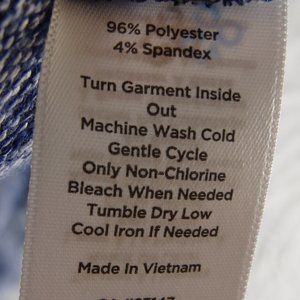 96% Polyester
4% Spandex
Turn Garment Inside
Out
Machine Wash Cold
Gentle Cycle
Only Non-Chlorine
Bleach When Needed
Tumble Dry Low
Cool Iron If Needed
Made In Vietnam